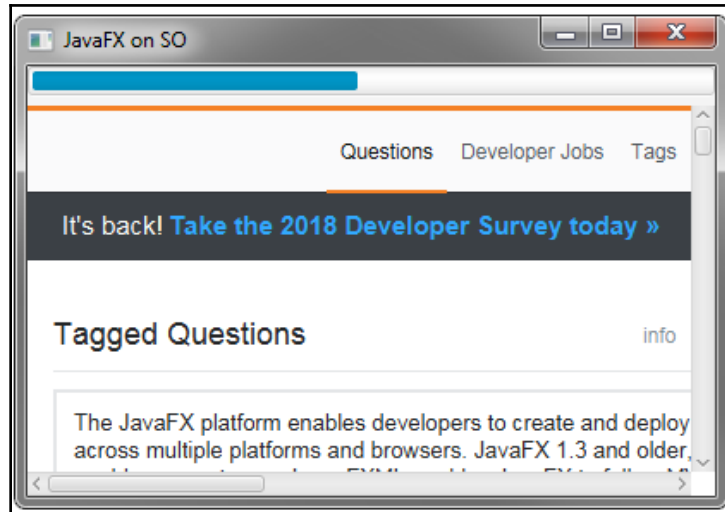 JavaFX on SO
Questions Developer Jobs Tags
It's back! Take the 2018 Developer Survey today »
Tagged Questions info
The JavaFX platform enables developers to create and deploy
across multiple platforms and browsers. JavaFX 1.3 and older,